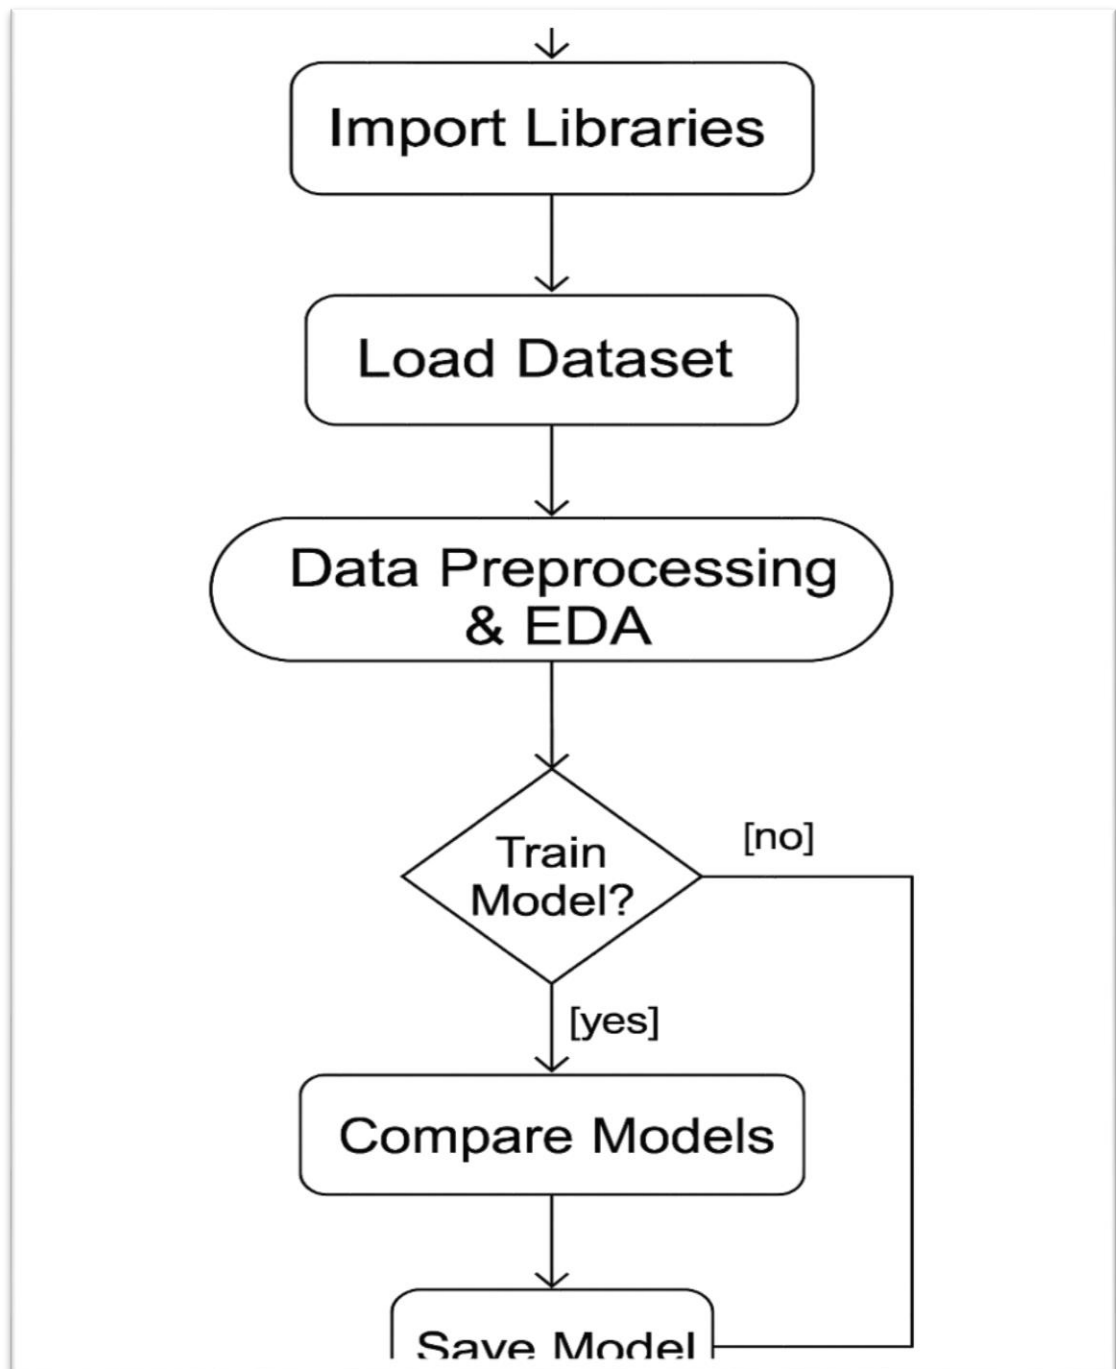 Import Libraries
Load Dataset
Data Preprocessing
& EDA
Train
Model?
[no]
[yes]
Compare Models
Save Model